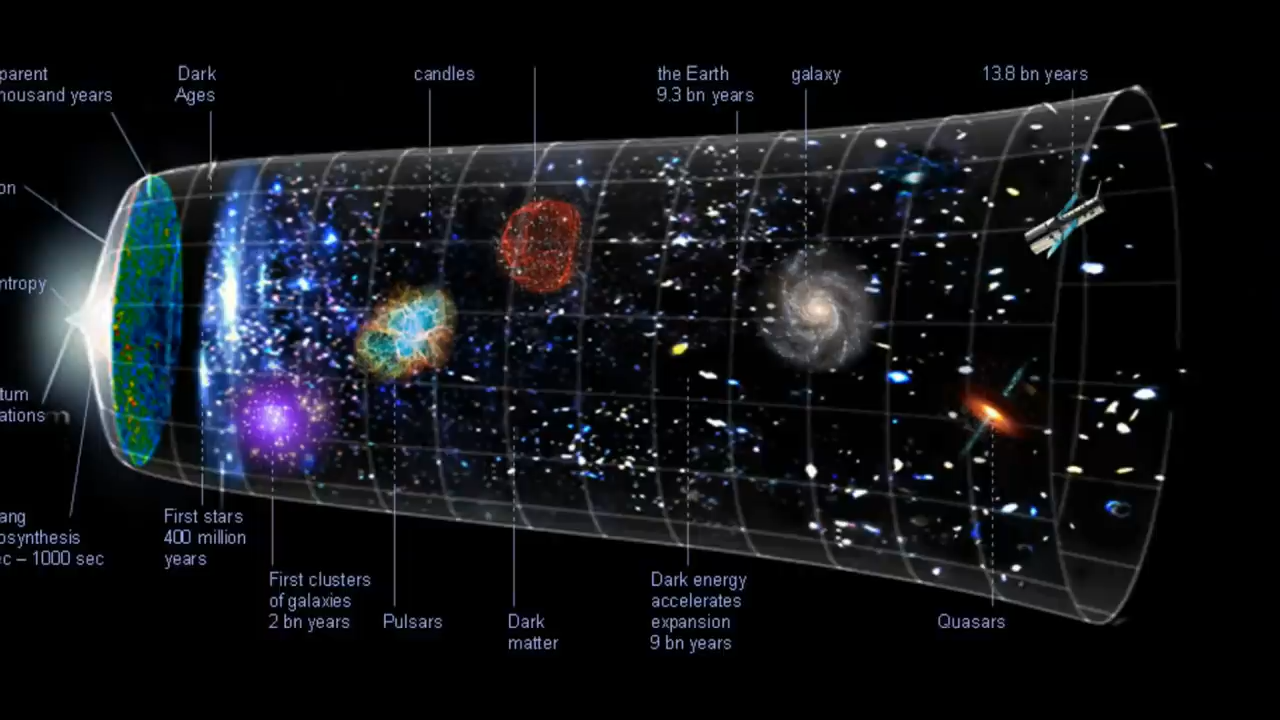 parent
housand years
Dark
Ages
candles
the Earth
9.3 bn years
galaxy
13.8 bn years
on
ntropy
tum
ations
ang
osynthesis
ec – 1000 sec
First stars
400 million
years
First clusters
of galaxies
2 bn years
Pulsars
Dark
matter
Dark energy
accelerates
expansion
9 bn years
Quasars